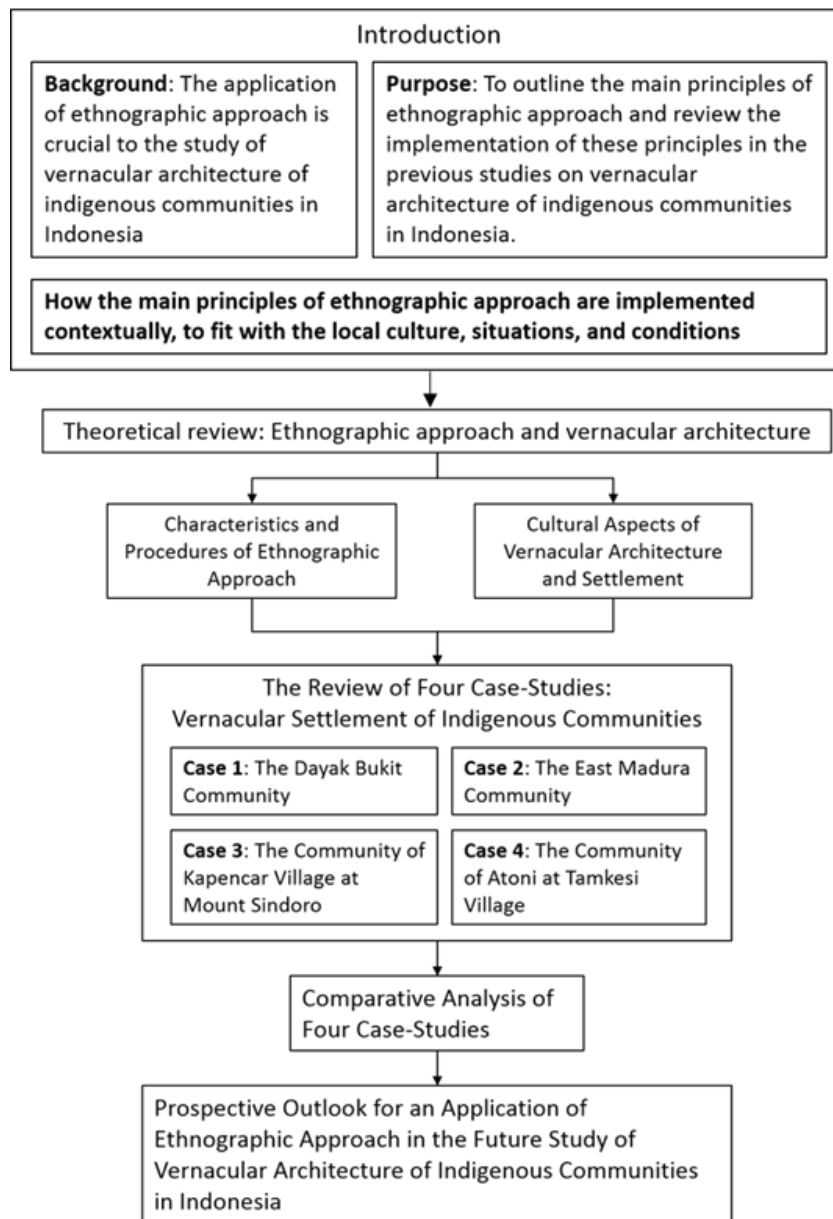 Introduction
Background: The application
of ethnographic approach is
crucial to the study of
vernacular architecture of
indigenous communities in
Indonesia
Purpose: To outline the main principles of
ethnographic approach and review the
implementation of these principles in the
previous studies on vernacular
architecture of indigenous communities
in Indonesia.
How the main principles of ethnographic approach are implemented
contextually, to fit with the local culture, situations, and conditions
Theoretical review: Ethnographic approach and vernacular architecture
Characteristics and
Procedures of Ethnographic
Approach
Cultural Aspects of
Vernacular Architecture
and Settlement
The Review of Four Case-Studies:
Vernacular Settlement of Indigenous Communities
Case 1: The Dayak Bukit
Community
Case 2: The East Madura
Community
Case 3: The Community of
Kapencar Village at
Mount Sindoro
Case 4: The Community
of Atoni at Tamkesi
Village
Comparative Analysis of
Four Case-Studies
Prospective Outlook for an Application of
Ethnographic Approach in the Future Study of
Vernacular Architecture of Indigenous Communities
in Indonesia